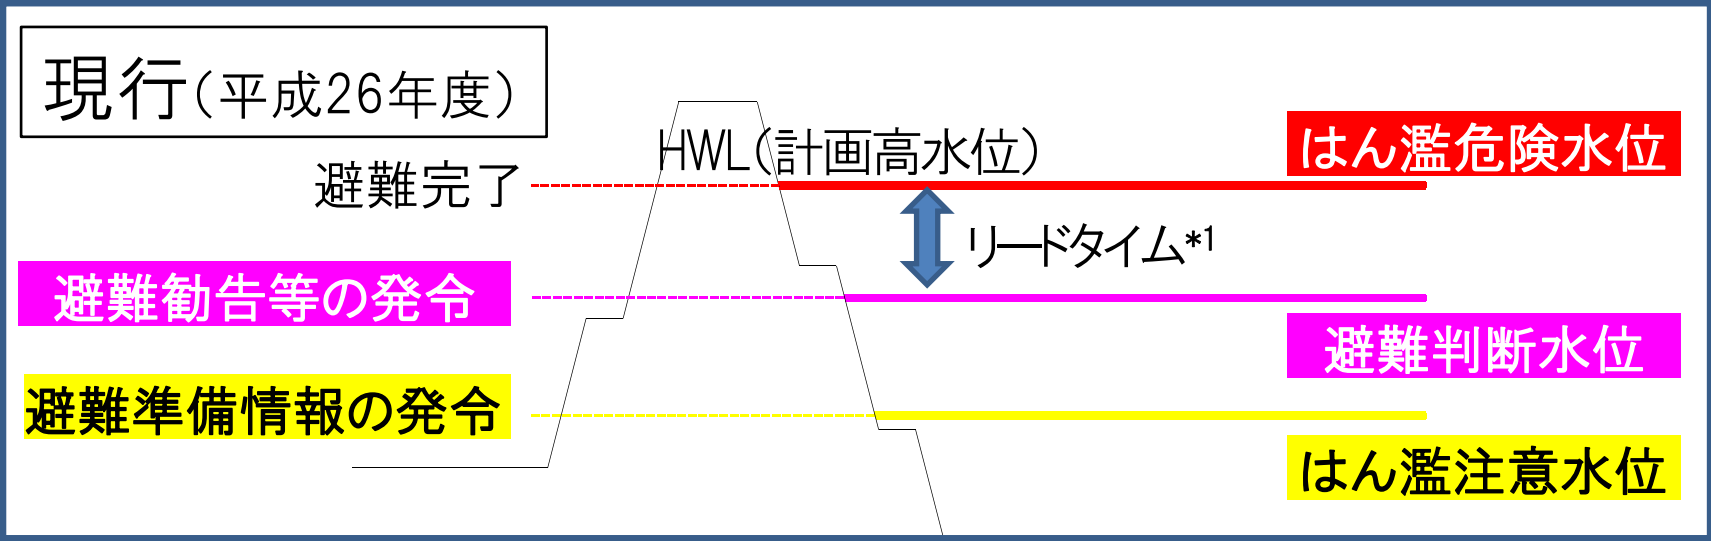 現行（平成26年度）
HWL（計画高水位）
はん濫危険水位
避難完了
リードタイム*1
避難勧告等の発令
避難判断水位
避難準備情報の発令
はん濫注意水位